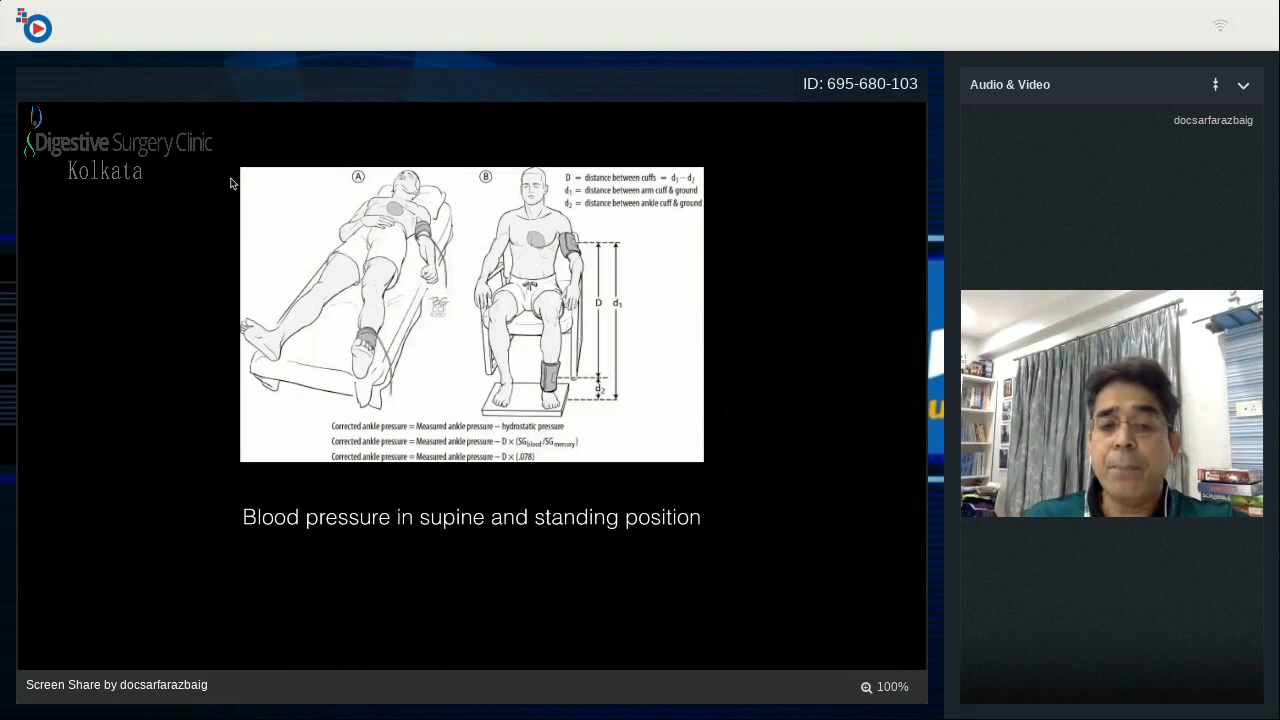 ID: 695-680-103
Audio & Video
docsarfarazbaig
Digestive Surgery Clinic
Kolkata
A
B
D = distance between cuffs = d₁ – d₂
d₁ = distance between arm cuff & ground
d₂ = distance between ankle cuff & ground
D
d₁
d₂
Corrected ankle pressure = Measured ankle pressure – hydrostatic pressure
Corrected ankle pressure = Measured ankle pressure – D × (SGblood/SGmercury)
Corrected ankle pressure = Measured ankle pressure – D × (.078)
Blood pressure in supine and standing position
SCRABBLE
Screen Share by docsarfarazbaig
100%